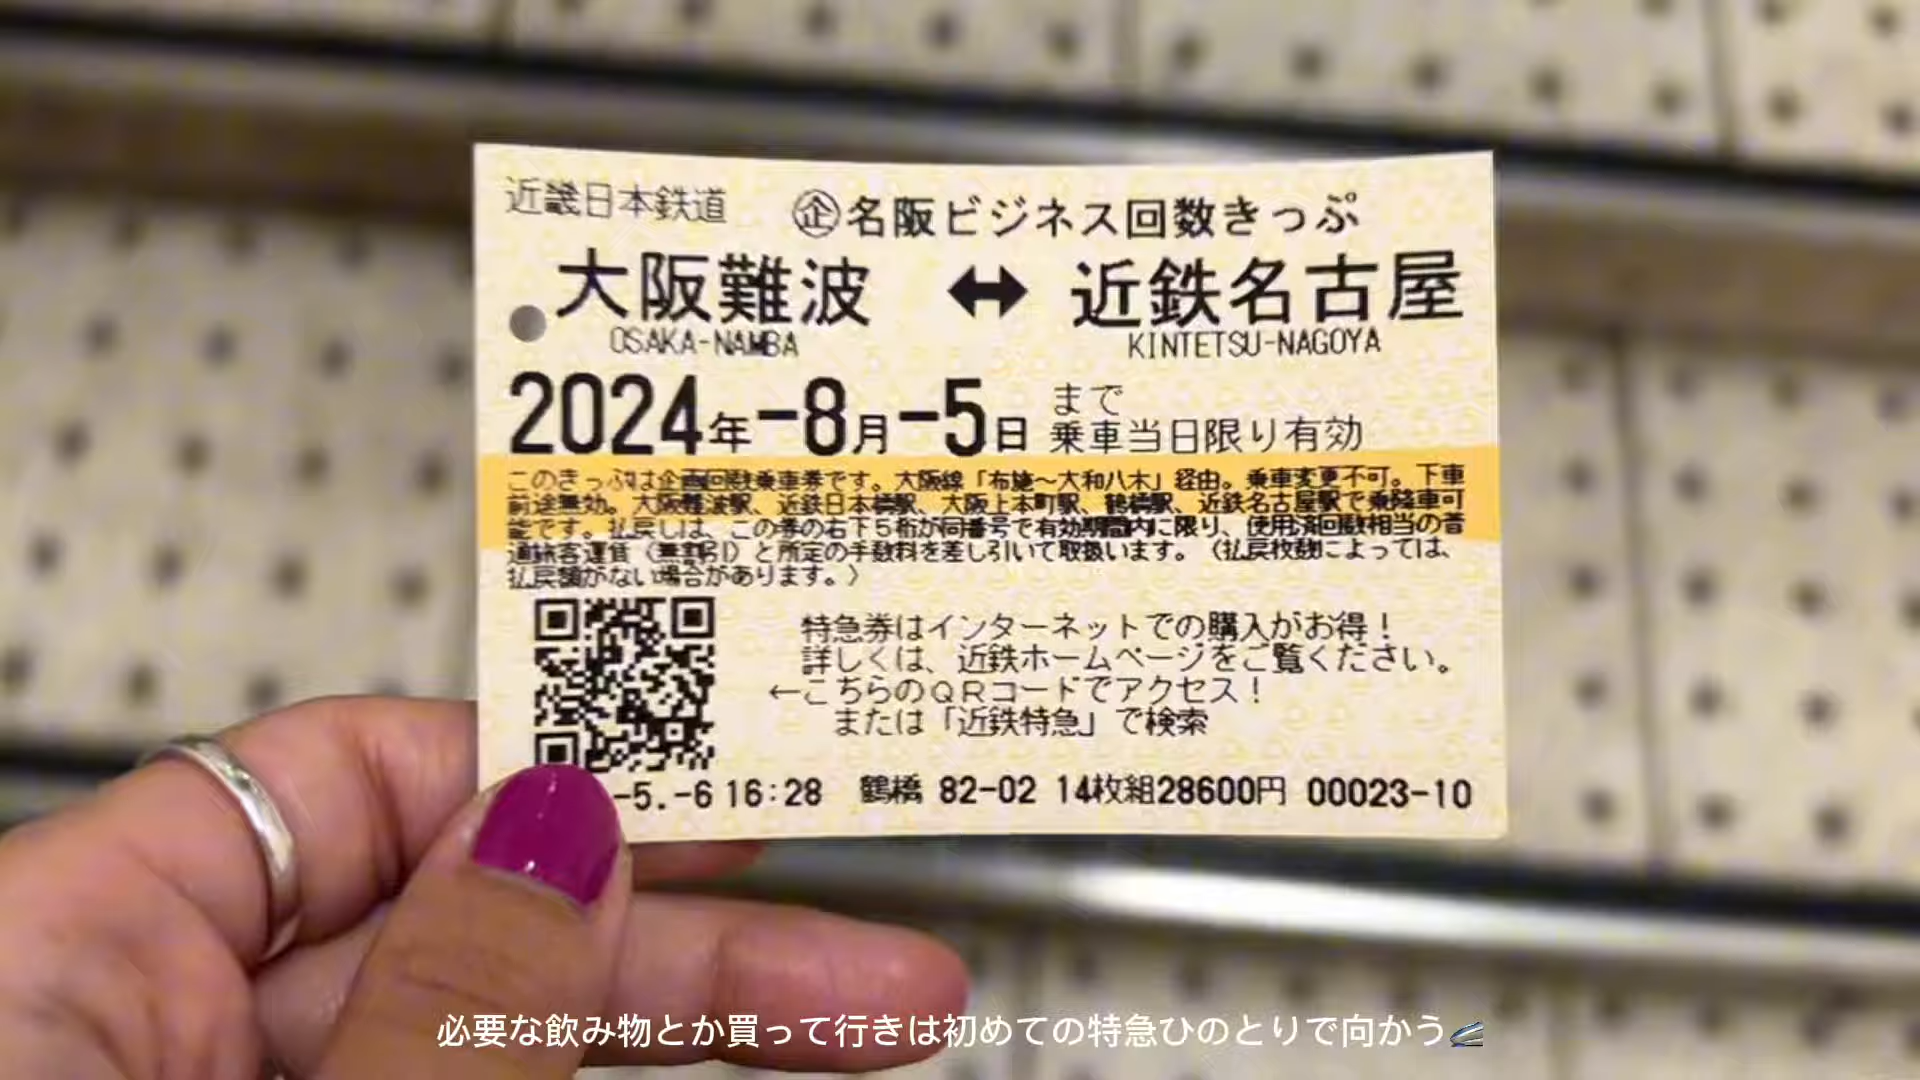 近畿日本鉄道
企 名阪ビジネス回数きっぷ
大阪難波 ↔ 近鉄名古屋
OSAKA-NAMBA KINTETSU-NAGOYA
2024年-8月-5日 まで
乗車当日限り有効
このきっぷは企画回数乗車券です。大阪線「布施～大和八木」経由。乗車変更不可。下車
前途無効。大阪難波駅、近鉄日本橋駅、大阪上本町駅、鶴橋駅、近鉄名古屋駅で乗降車可
能です。払戻しは、この券の右下5桁が同番号で有効期間内に限り、使用済回数相当の普
通旅客運賃（無割引）と所定の手数料を差し引いて取扱います。（払戻枚数によっては、
払戻額がない場合があります。）
特急券はインターネットでの購入がお得！
詳しくは、近鉄ホームページをご覧ください。
←こちらのQRコードでアクセス！
または「近鉄特急」で検索
-5.-6 16:28 鶴橋 82-02 14枚組28600円 00023-10
必要な飲み物とか買って行きは初めての特急ひのとりで向かう🚄